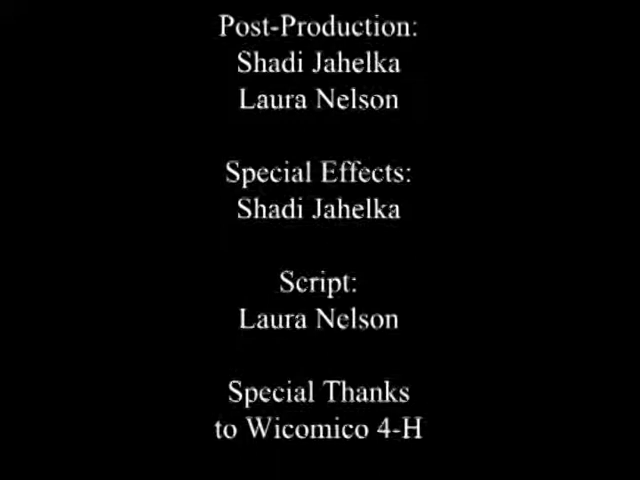 Post-Production:
Shadi Jahelka
Laura Nelson
Special Effects:
Shadi Jahelka
Script:
Laura Nelson
Special Thanks
to Wicomico 4-H